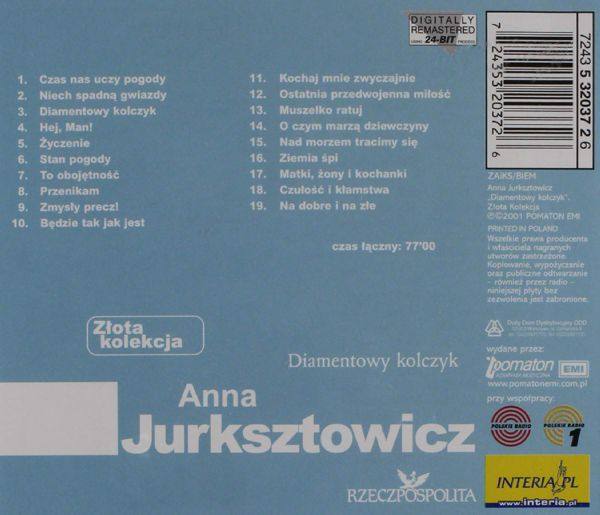 DIGITALLY
REMASTERED
USING 24-BIT PROCESS
7243 5 32037 2 6
7 24353 20372 6
1. Czas nas uczy pogody
2. Niech spadną gwiazdy
3. Diamentowy kolczyk
4. Hej, Man!
5. Życzenie
6. Stan pogody
7. To obojętność
8. Przenikam
9. Zmysły precz!
10. Będzie tak jak jest
11. Kochaj mnie zwyczajnie
12. Ostatnia przedwojenna miłość
13. Muszelko ratuj
14. O czym marzą dziewczyny
15. Nad morzem tracimy się
16. Ziemia śpi
17. Matki, żony i kochanki
18. Czułość i kłamstwa
19. Na dobre i na złe
czas łączny: 77'00
ZAiKS/BIEM
Anna Jurksztowicz
„Diamentowy kolczyk".
Złota Kolekcja
℗©2001 POMATON EMI
PRINTED IN POLAND
Wszelkie prawa producenta
i właściciela nagranych
utworów zastrzeżone.
Kopiowanie, wypożyczanie
oraz publiczne odtwarzanie
- również przez radio -
niniejszej płyty bez
zezwolenia jest zabronione.
wydane przez:
pomaton EMI
www.pomatonemi.com.pl
przy współpracy:
POLSKIE RADIO
POLSKIE RADIO 1
INTERIA.PL
www.interia.pl
Złota
kolekcja
Diamentowy kolczyk
Anna
Jurksztowicz
RZECZPOSPOLITA